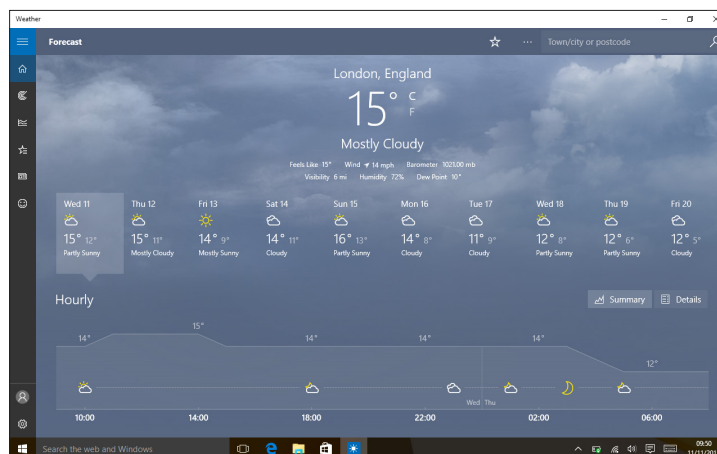 Weather
Forecast
Town/city or postcode
London, England
15° C
F
Mostly Cloudy
Feels Like 15° Wind 14 mph Barometer 1021.00 mb
Visibility 6 mi Humidity 72% Dew Point 10°
Wed 11 Thu 12 Fri 13 Sat 14 Sun 15 Mon 16 Tue 17 Wed 18 Thu 19 Fri 20
15° 12° 15° 11° 14° 9° 14° 11° 16° 13° 14° 8° 11° 9° 12° 8° 12° 6° 12° 5°
Partly Sunny Mostly Cloudy Mostly Sunny Cloudy Partly Sunny Cloudy Cloudy Partly Sunny Partly Sunny Cloudy
Hourly Summary Details
15°
14° 14° 14° 14°
12°
Wed Thu
10:00 14:00 18:00 22:00 02:00 06:00
09:50
Search the web and Windows
11/11/201